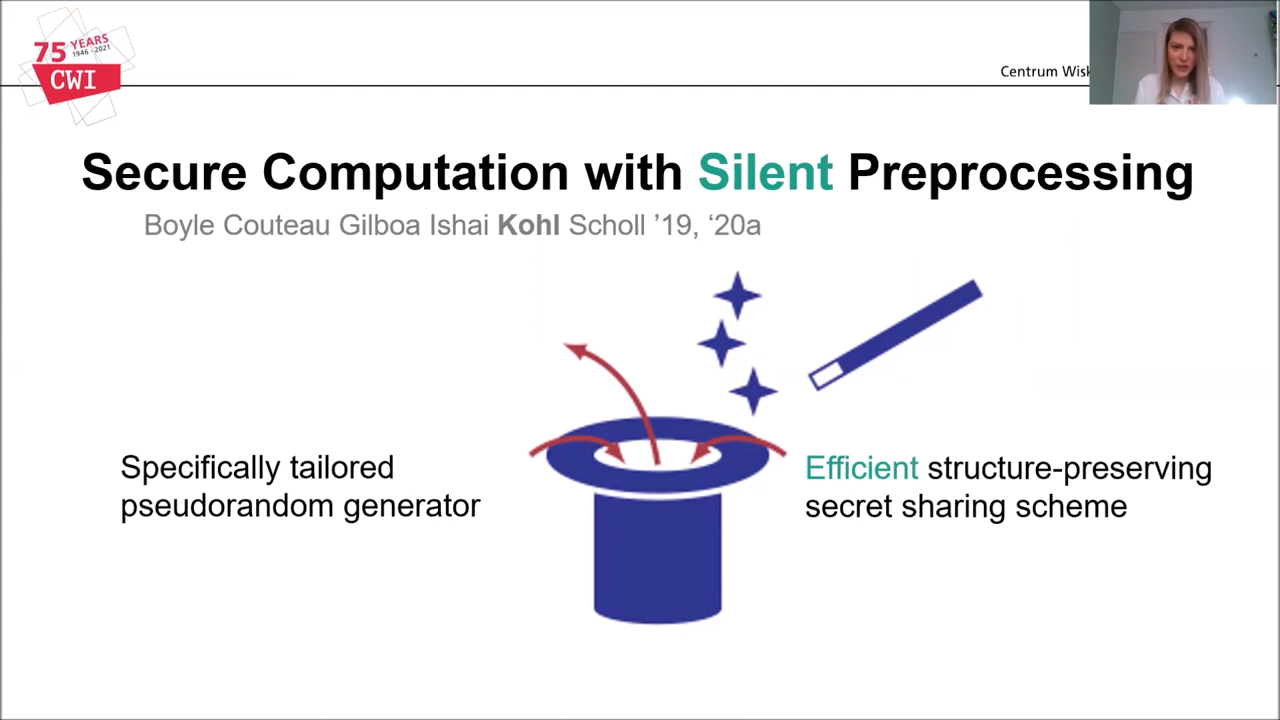 75 YEARS
1946 - 2021
CWI
Centrum Wisk
Secure Computation with Silent Preprocessing
Boyle Couteau Gilboa Ishai Kohl Scholl ’19, ‘20a
Specifically tailored
pseudorandom generator
Efficient structure-preserving
secret sharing scheme